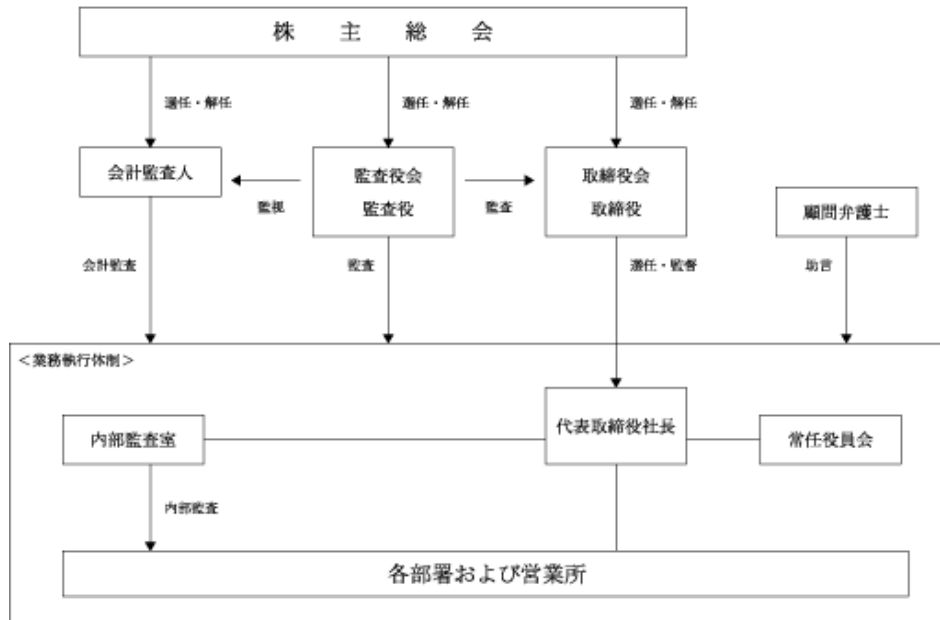 株主総会
選任・解任
選任・解任
選任・解任
会計監査人
監査役会
監査役
取締役会
取締役
監視
監査
顧問弁護士
会計監査
監査
選任・監督
助言
<業務執行体制>
代表取締役社長
内部監査室
常任役員会
内部監査
各部署および営業所